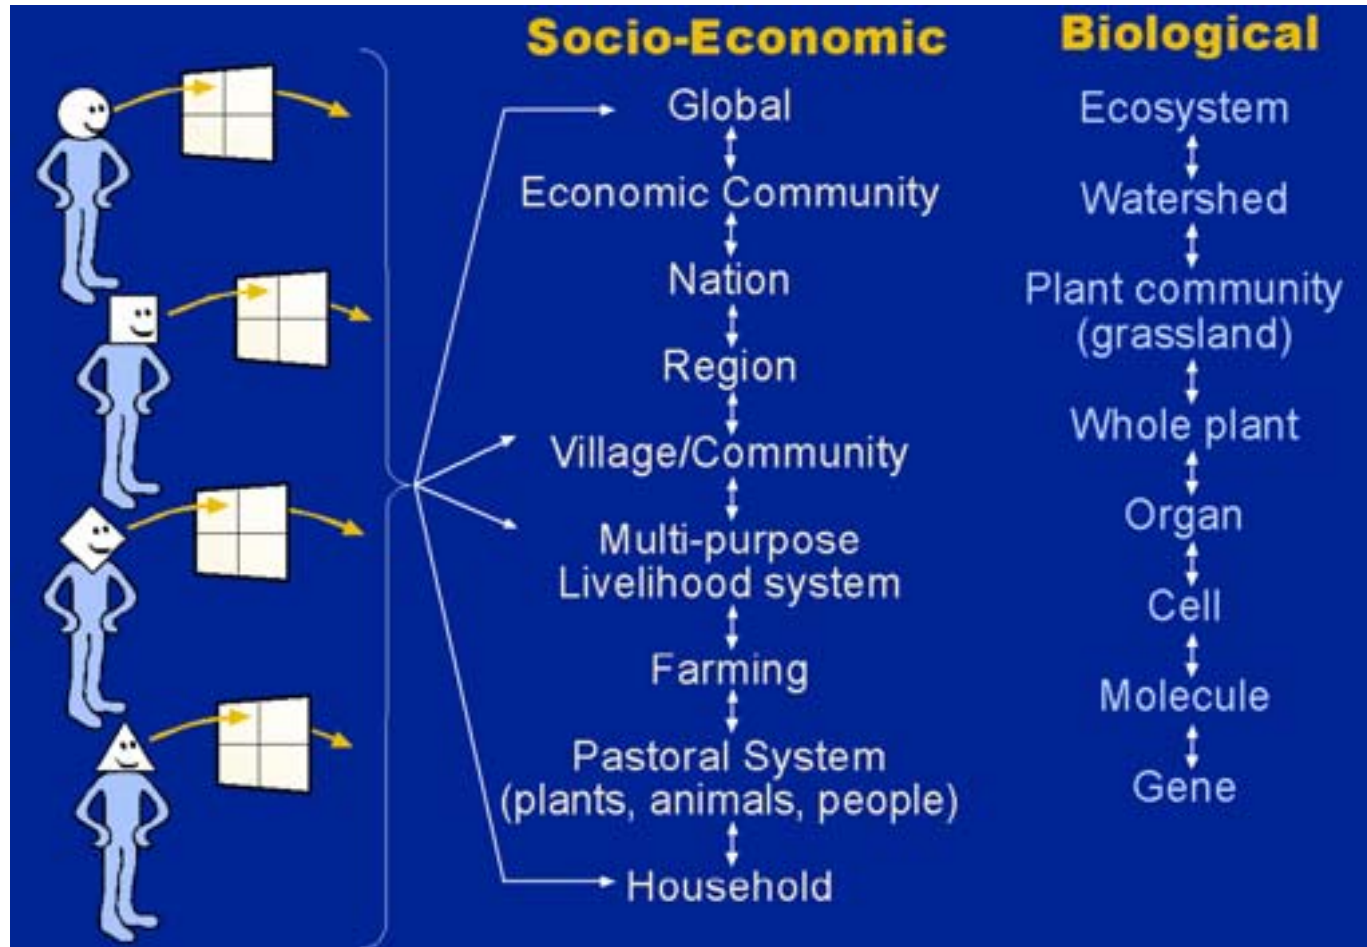 Socio-Economic
Global
Economic Community
Nation
Region
Village/Community
Multi-purpose
Livelihood system
Farming
Pastoral System
(plants, animals, people)
Household
Biological
Ecosystem
Watershed
Plant community
(grassland)
Whole plant
Organ
Cell
Molecule
Gene